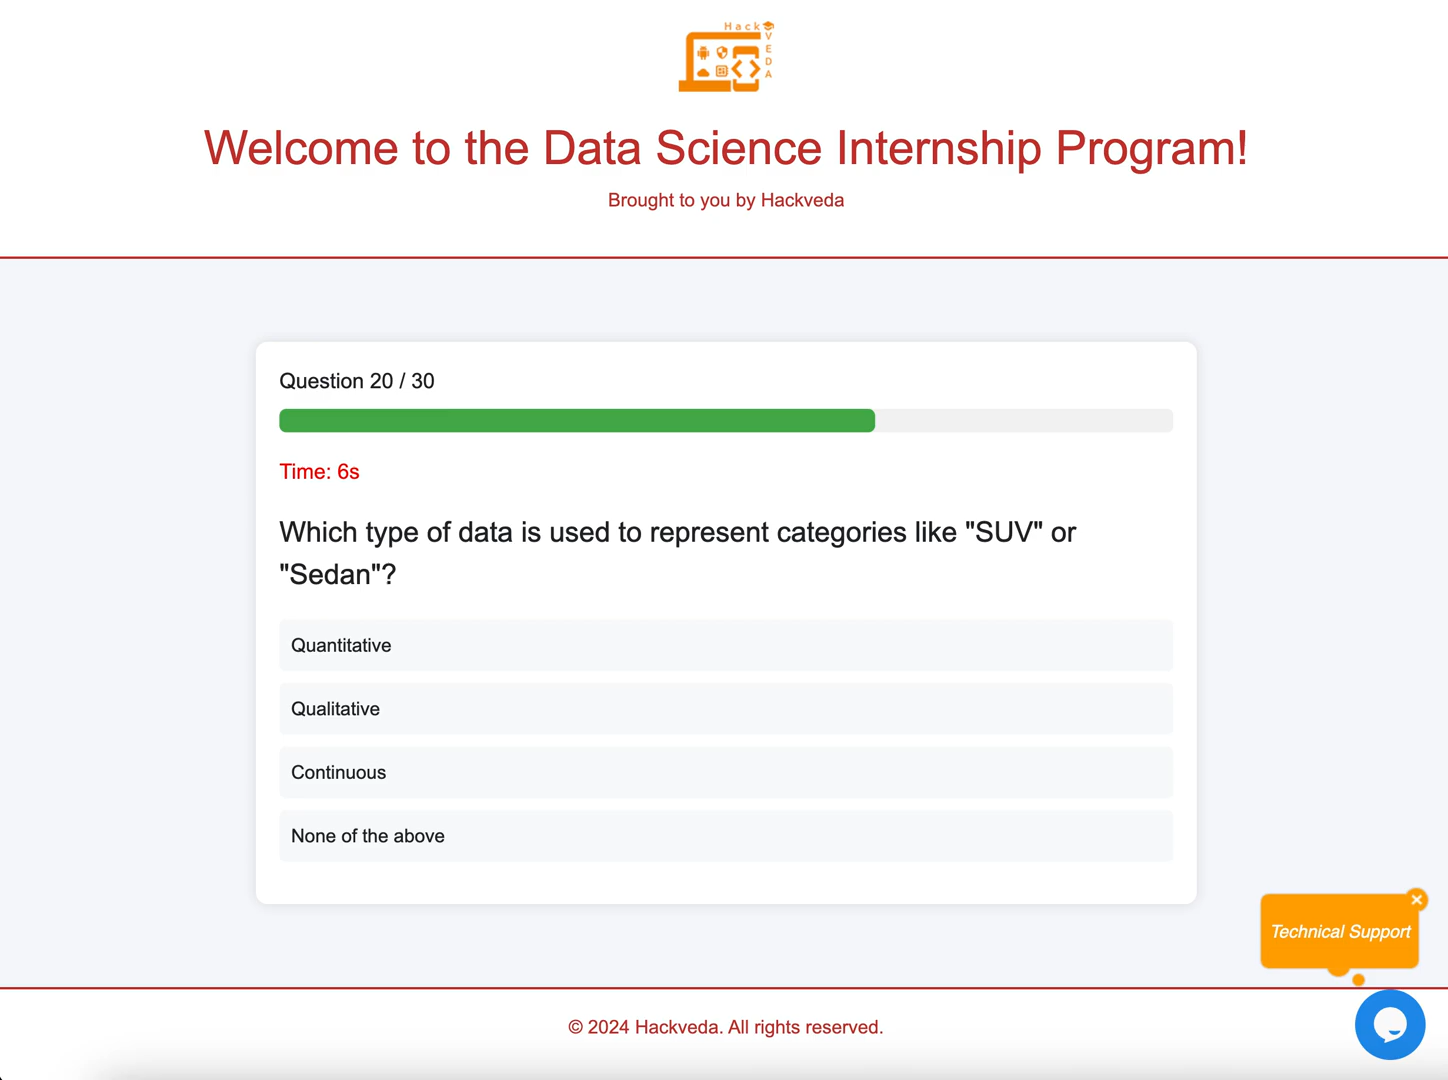 Hack
VEDA
Welcome to the Data Science Internship Program!
Brought to you by Hackveda
Question 20 / 30
Time: 6s
Which type of data is used to represent categories like "SUV" or
"Sedan"?
Quantitative
Qualitative
Continuous
None of the above
Technical Support
© 2024 Hackveda. All rights reserved.